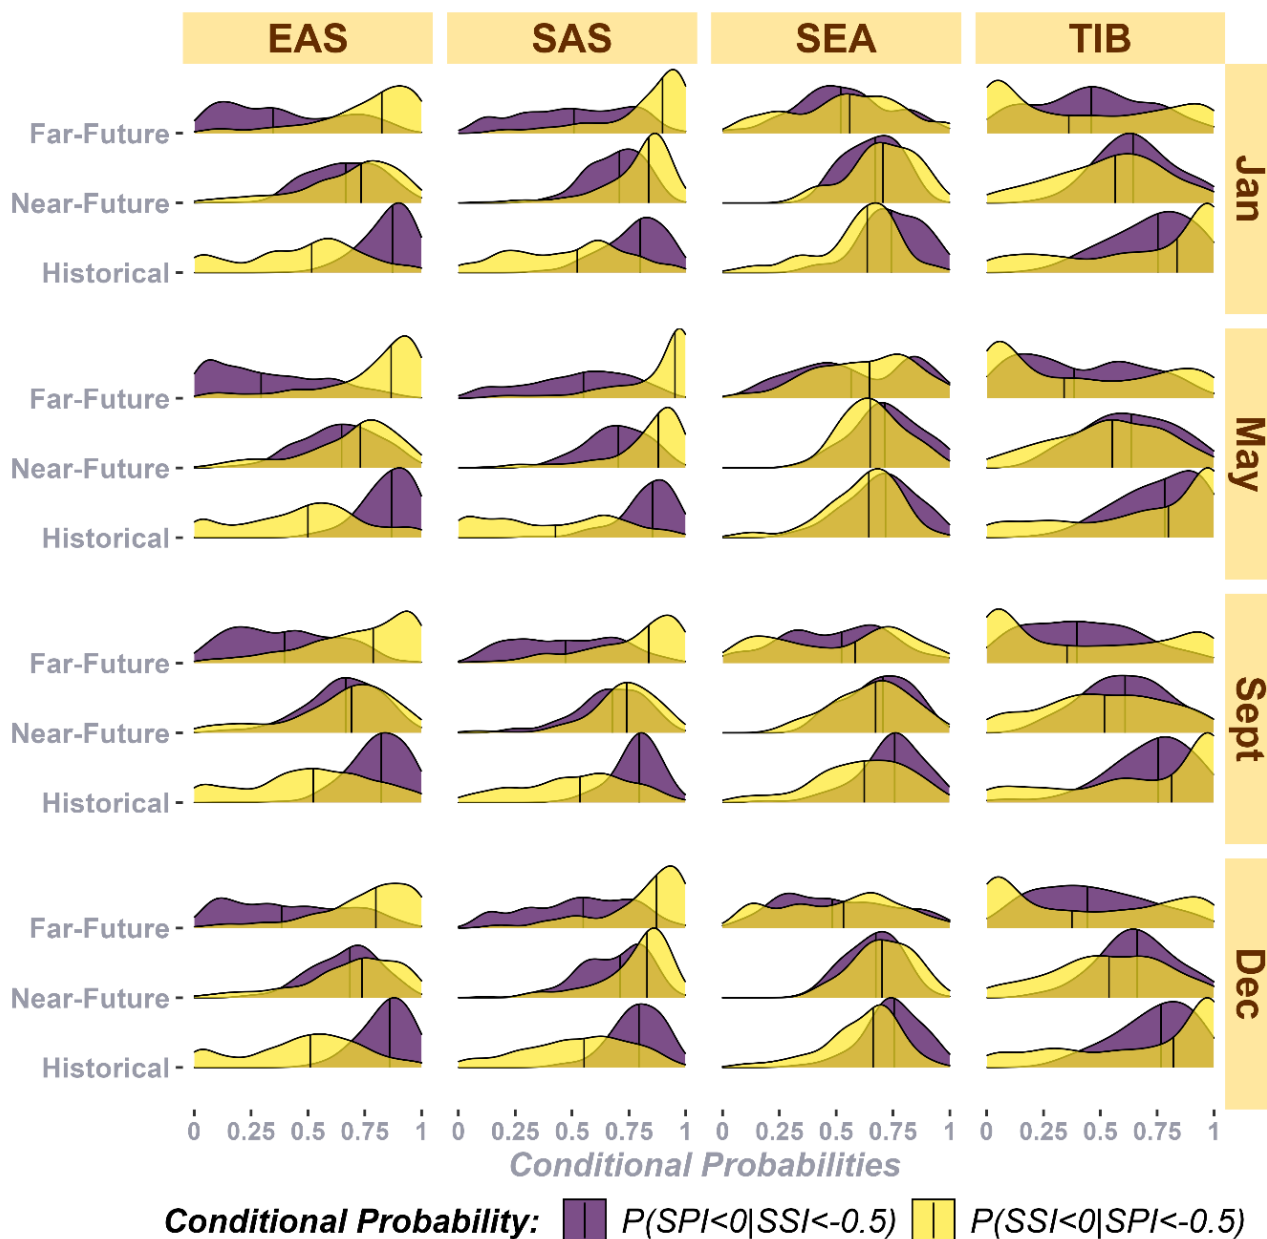 EAS SAS SEA TIB
Jan
Far-Future
Near-Future
Historical
May
Far-Future
Near-Future
Historical
Sept
Far-Future
Near-Future
Historical
Dec
Far-Future
Near-Future
Historical
0 0.25 0.5 0.75 1 0 0.25 0.5 0.75 1 0 0.25 0.5 0.75 1 0 0.25 0.5 0.75 1
Conditional Probabilities
Conditional Probability: P(SPI<0|SSI<-0.5) P(SSI<0|SPI<-0.5)